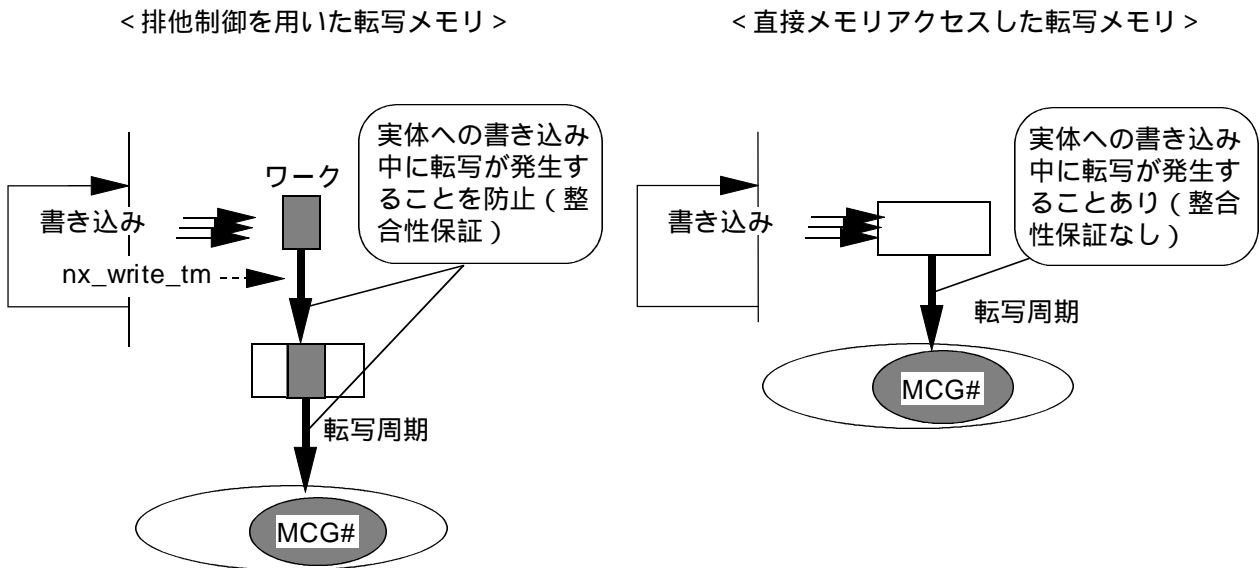 <排他制御を用いた転写メモリ>
ワーク
書き込み
nx_write_tm
実体への書き込み
中に転写が発生す
ることを防止(整
合性保証)
転写周期
MCG#
<直接メモリアクセスした転写メモリ>
書き込み
実体への書き込み
中に転写が発生す
ることあり(整合
性保証なし)
転写周期
MCG#